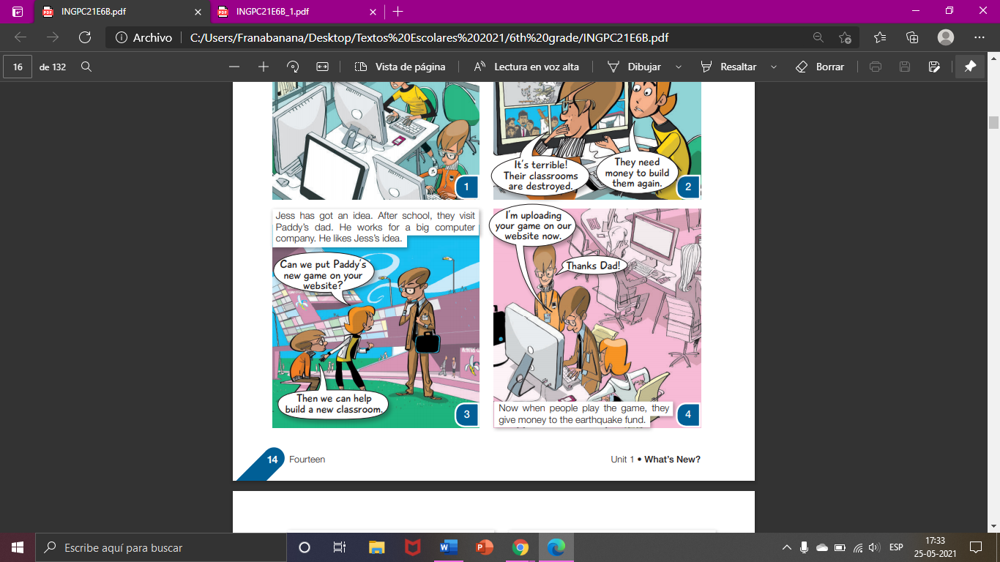 INGPC21E6B.pdf
INGPC21E6B_1.pdf
Archivo
C:/Users/Franabanana/Desktop/Textos%20Escolares%202021/6th%20grade/INGPC21E6B.pdf
16 de 132
Vista de página
Lectura en voz alta
Dibujar
Resaltar
Borrar
1
It's terrible!
Their classrooms
are destroyed.
They need
money to build
them again.
2
Jess has got an idea. After school, they visit
Paddy's dad. He works for a big computer
company. He likes Jess's idea.
Can we put Paddy's
new game on your
website?
Then we can help
build a new classroom.
3
I'm uploading
your game on our
website now.
Thanks Dad!
Now when people play the game, they
give money to the earthquake fund.
4
14 Fourteen
Unit 1 • What's New?
Escribe aquí para buscar
ESP
17:33
25-05-2021